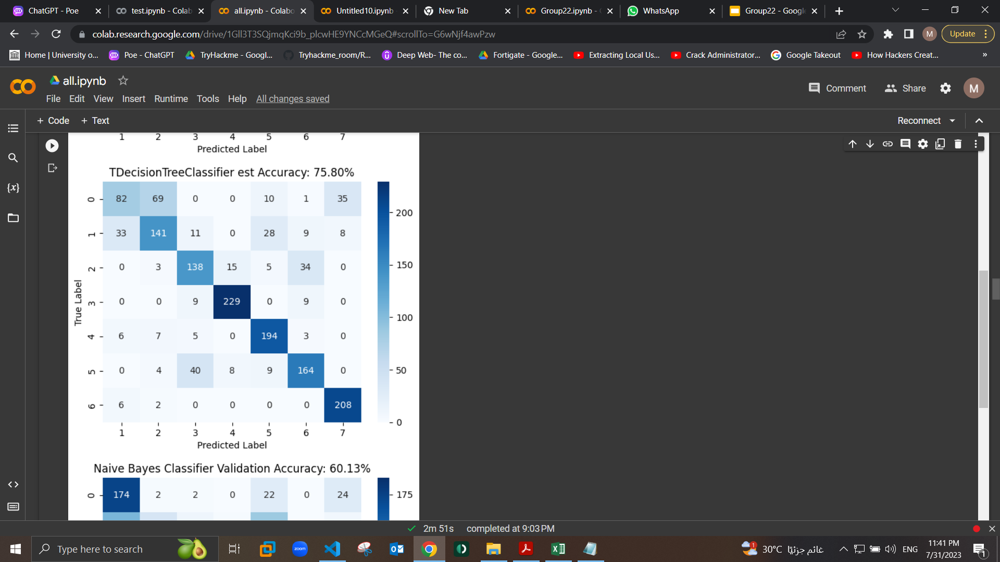 ChatGPT - Poe
test.ipynb - Colab
all.ipynb - Colabo
Untitled10.ipynb
New Tab
Group22.ipynb - C
WhatsApp
Group22 - Google
colab.research.google.com/drive/1Gll3T3SQjmqKci9b_plcwHE9YNCcMGeQ#scrollTo=G6wNjf4awPzw
M
Update
Home | University o...
Poe - ChatGPT
TryHackme - Googl...
Tryhackme_room/R...
Deep Web- The co...
Fortigate - Google...
Extracting Local Us...
Crack Administrator...
Google Takeout
How Hackers Creat...
»
all.ipynb
Comment
Share
M
File Edit View Insert Runtime Tools Help All changes saved
+ Code + Text
Reconnect
{x}
1 2 3 4 5 6 7
Predicted Label
TDecisionTreeClassifier est Accuracy: 75.80%
0 82 69 0 0 10 1 35
1 33 141 11 0 28 9 8
2 0 3 138 15 5 34 0
3 0 0 9 229 0 9 0
4 6 7 5 0 194 3 0
5 0 4 40 8 9 164 0
6 6 2 0 0 0 0 208
True Label
200
150
100
50
0
1 2 3 4 5 6 7
Predicted Label
Naive Bayes Classifier Validation Accuracy: 60.13%
0 174 2 2 0 22 0 24
175
2m 51s completed at 9:03 PM
Type here to search
zoom
1
30°C غائم جزئيًا
ENG
11:41 PM
7/31/2023
1